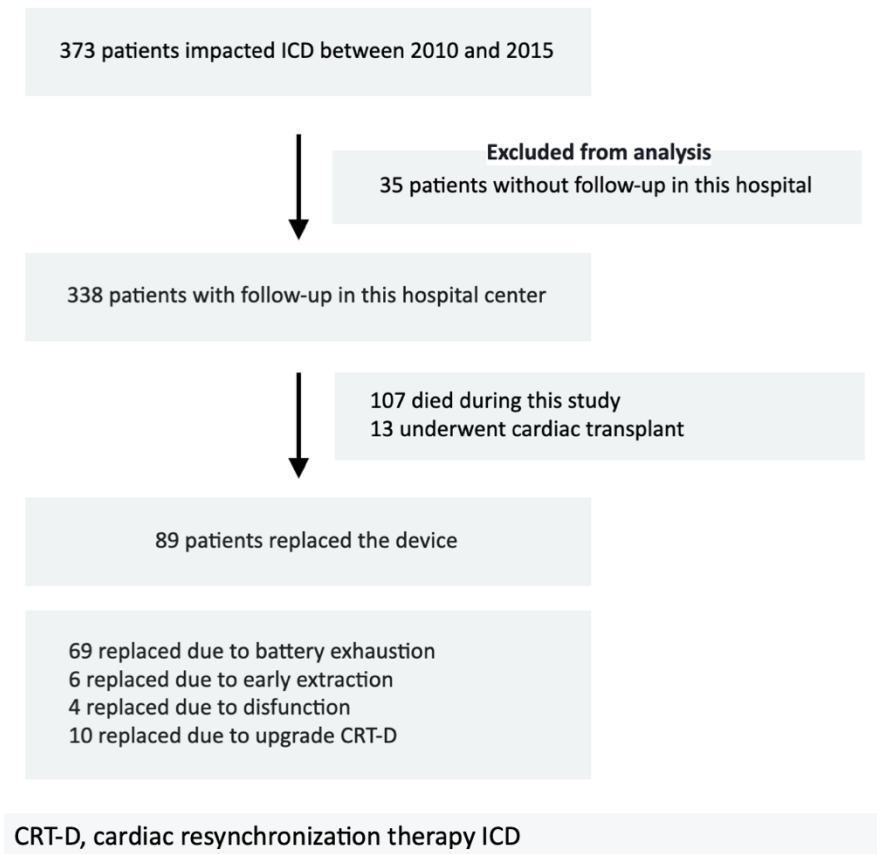 373 patients impacted ICD between 2010 and 2015
Excluded from analysis
35 patients without follow-up in this hospital
338 patients with follow-up in this hospital center
107 died during this study
13 underwent cardiac transplant
89 patients replaced the device
69 replaced due to battery exhaustion
6 replaced due to early extraction
4 replaced due to disfunction
10 replaced due to upgrade CRT-D
CRT-D, cardiac resynchronization therapy ICD